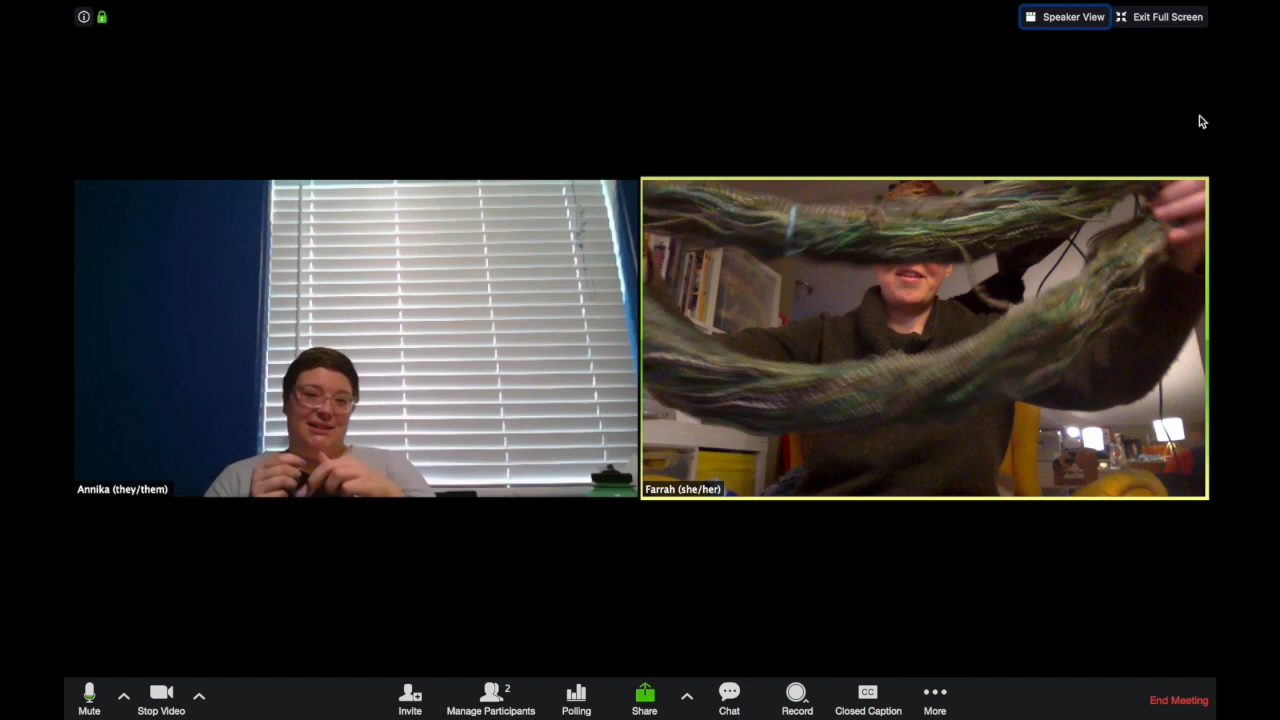 Speaker View
Exit Full Screen
Annika (they/them)
Farrah (she/her)
Mute
Stop Video
Invite
2
Manage Participants
Polling
Share
Chat
Record
CC
Closed Caption
More
End Meeting